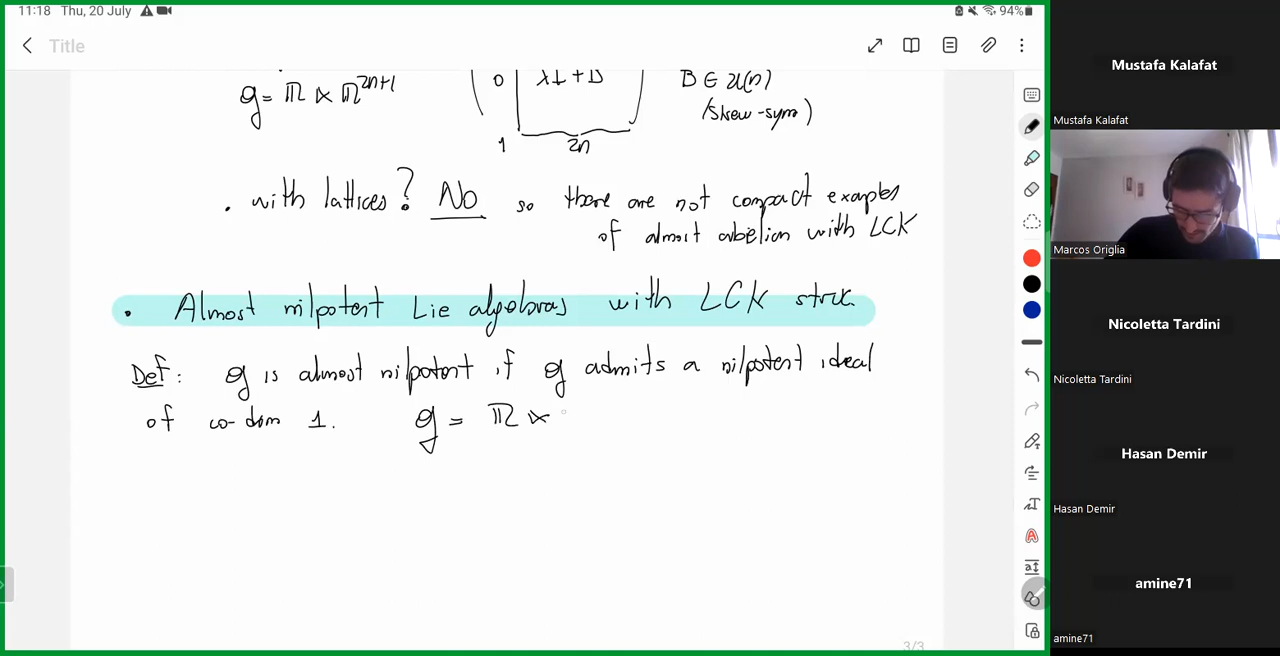 11:18 Thu, 20 July
94%
Title
g = ℝ ⋉ ℝ^{2n+1}
0 λI + B
B ∈ u(n)
(skew-sym)
1 2n
. with lattices? No so there are not compact examples
of almost abelian with LCK
. Almost nilpotent Lie algebras with LCK struc.
Def: g is almost nilpotent if g admits a nilpotent ideal
of co-dim 1. g = ℝ ⋉
3/3
Mustafa Kalafat
Mustafa Kalafat
Marcos Origlia
Nicoletta Tardini
Nicoletta Tardini
Hasan Demir
Hasan Demir
amine71
amine71